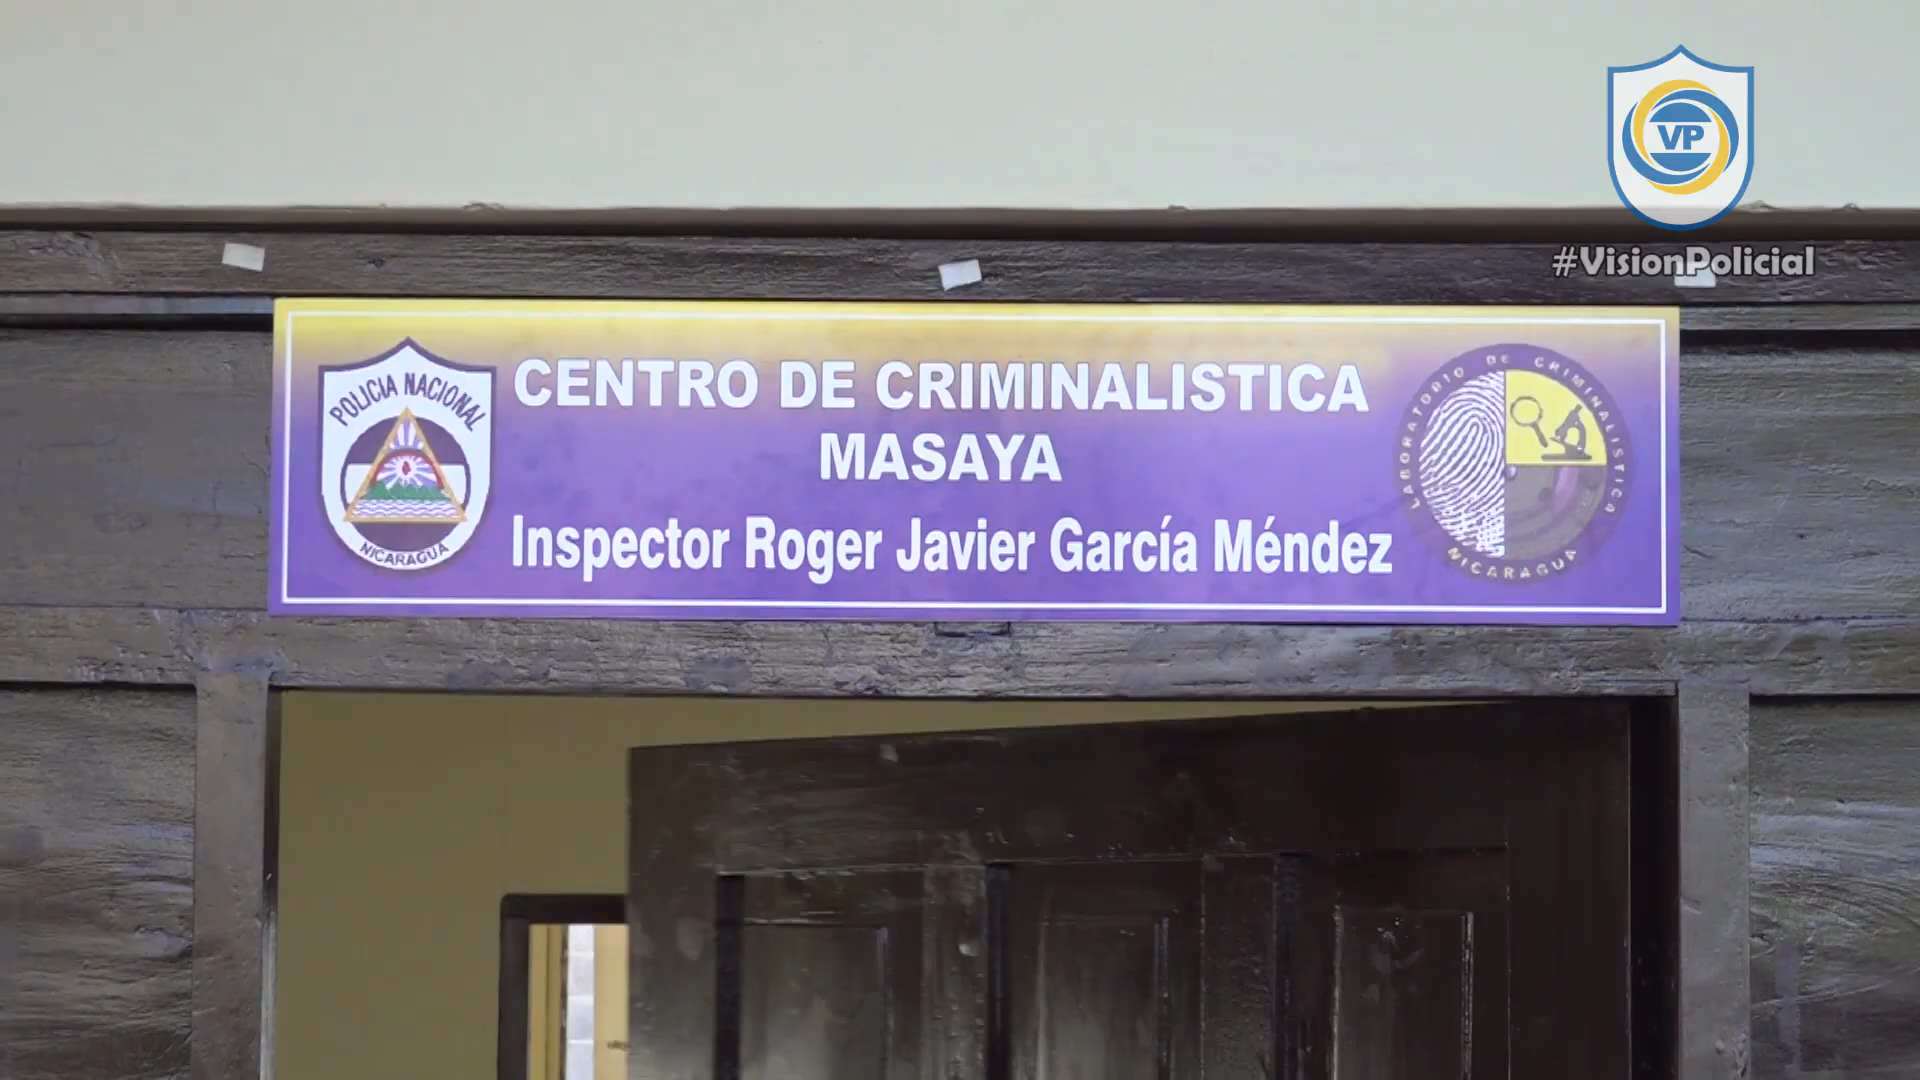 VP
#VisionPolicial
POLICIA NACIONAL
NICARAGUA
CENTRO DE CRIMINALISTICA
MASAYA
Inspector Roger Javier García Méndez
LABORATORIO DE CRIMINALISTICA
NICARAGUA